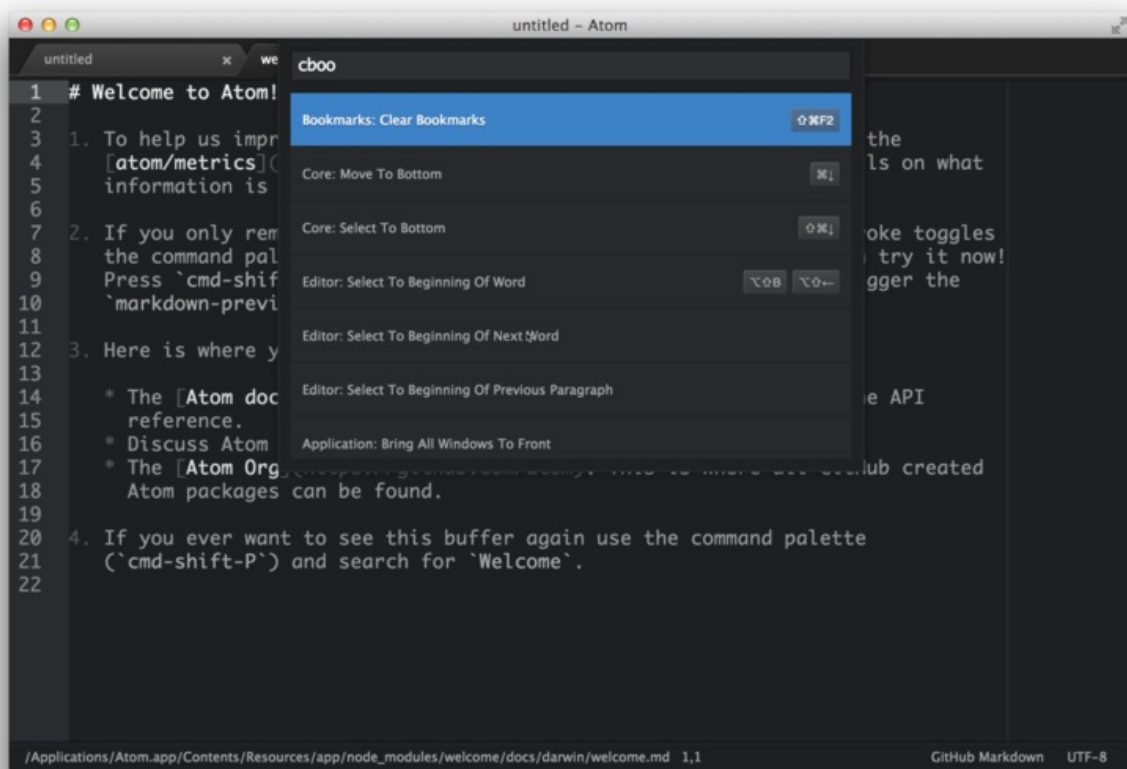 untitled – Atom
untitled x we
cboo
Bookmarks: Clear Bookmarks ⇧⌘F2
Core: Move To Bottom ⌘↓
Core: Select To Bottom ⇧⌘↓
Editor: Select To Beginning Of Word ⌥⇧B ⌥⇧←
Editor: Select To Beginning Of Next Word
Editor: Select To Beginning Of Previous Paragraph
Application: Bring All Windows To Front
1 # Welcome to Atom!
2
3 1. To help us impr the
4 [atom/metrics]( ls on what
5 information is
6
7 2. If you only rem oke toggles
8 the command pal try it now!
9 Press `cmd-shif gger the
10 `markdown-previ
11
12 3. Here is where y
13
14 * The [Atom doc e API
15 reference.
16 * Discuss Atom
17 * The [Atom Org created
18 Atom packages can be found.
19
20 4. If you ever want to see this buffer again use the command palette
21 (`cmd-shift-P`) and search for `Welcome`.
22
/Applications/Atom.app/Contents/Resources/app/node_modules/welcome/docs/darwin/welcome.md 1,1 GitHub Markdown UTF-8